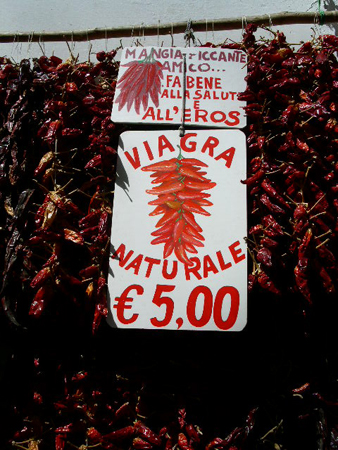 MANGIA PICCANTE
AMICO...
FA BENE
ALLA SALUTE
E
ALL'EROS
VIAGRA
NATURALE
€ 5,00